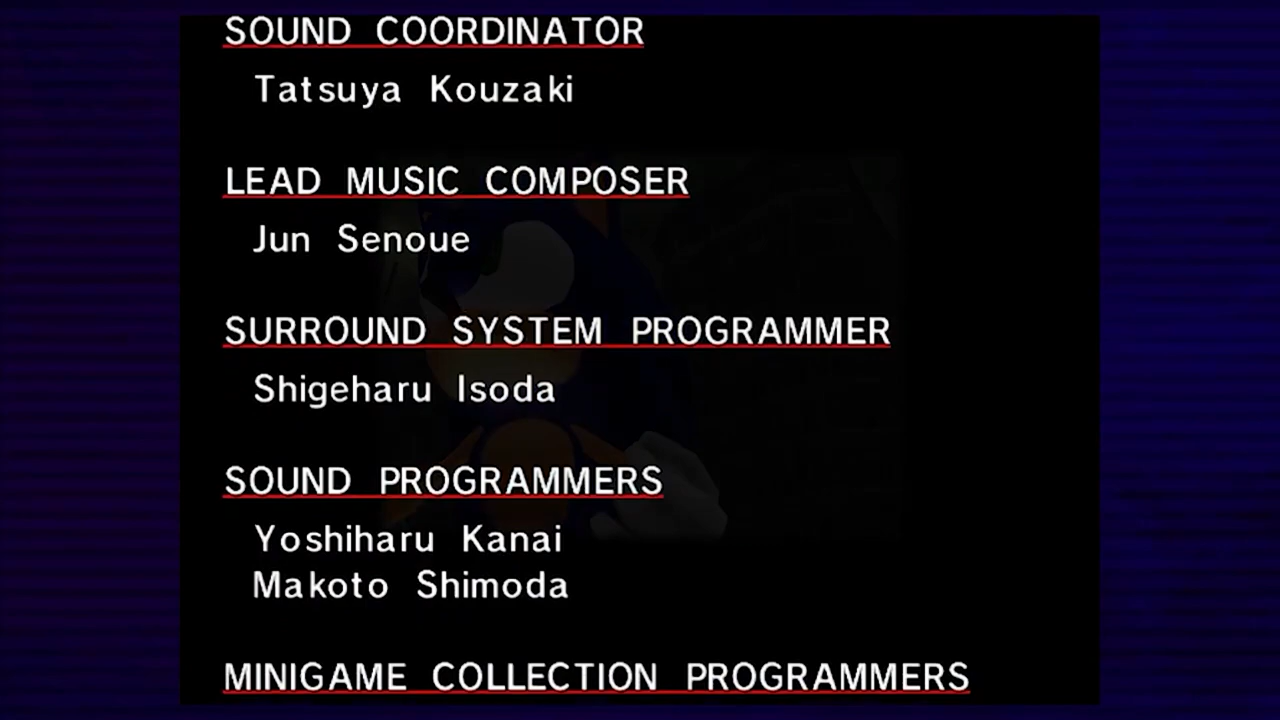 SOUND COORDINATOR
Tatsuya Kouzaki
LEAD MUSIC COMPOSER
Jun Senoue
SURROUND SYSTEM PROGRAMMER
Shigeharu Isoda
SOUND PROGRAMMERS
Yoshiharu Kanai
Makoto Shimoda
MINIGAME COLLECTION PROGRAMMERS